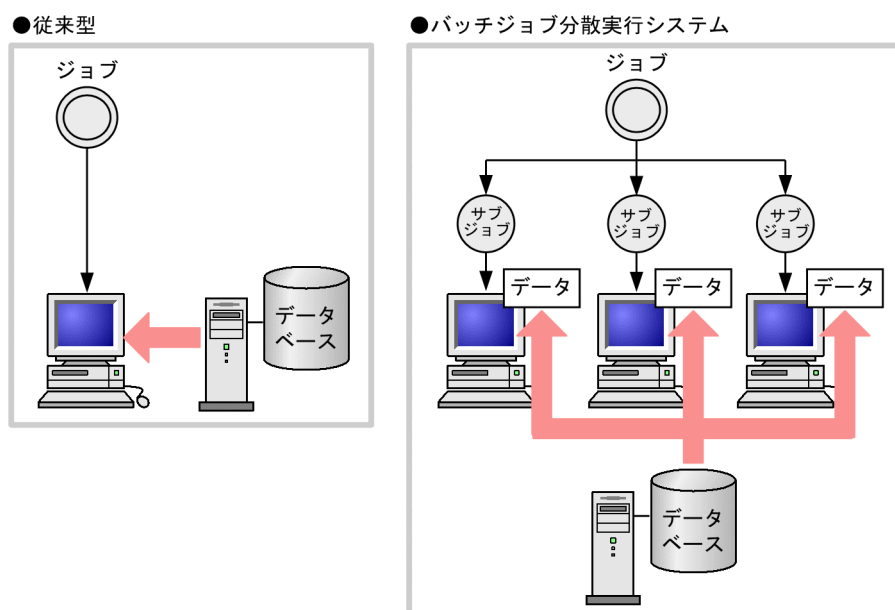 ●従来型
ジョブ
データ
ベース
●バッチジョブ分散実行システム
ジョブ
サブ
ジョブ
サブ
ジョブ
サブ
ジョブ
データ
データ
データ
データ
ベース